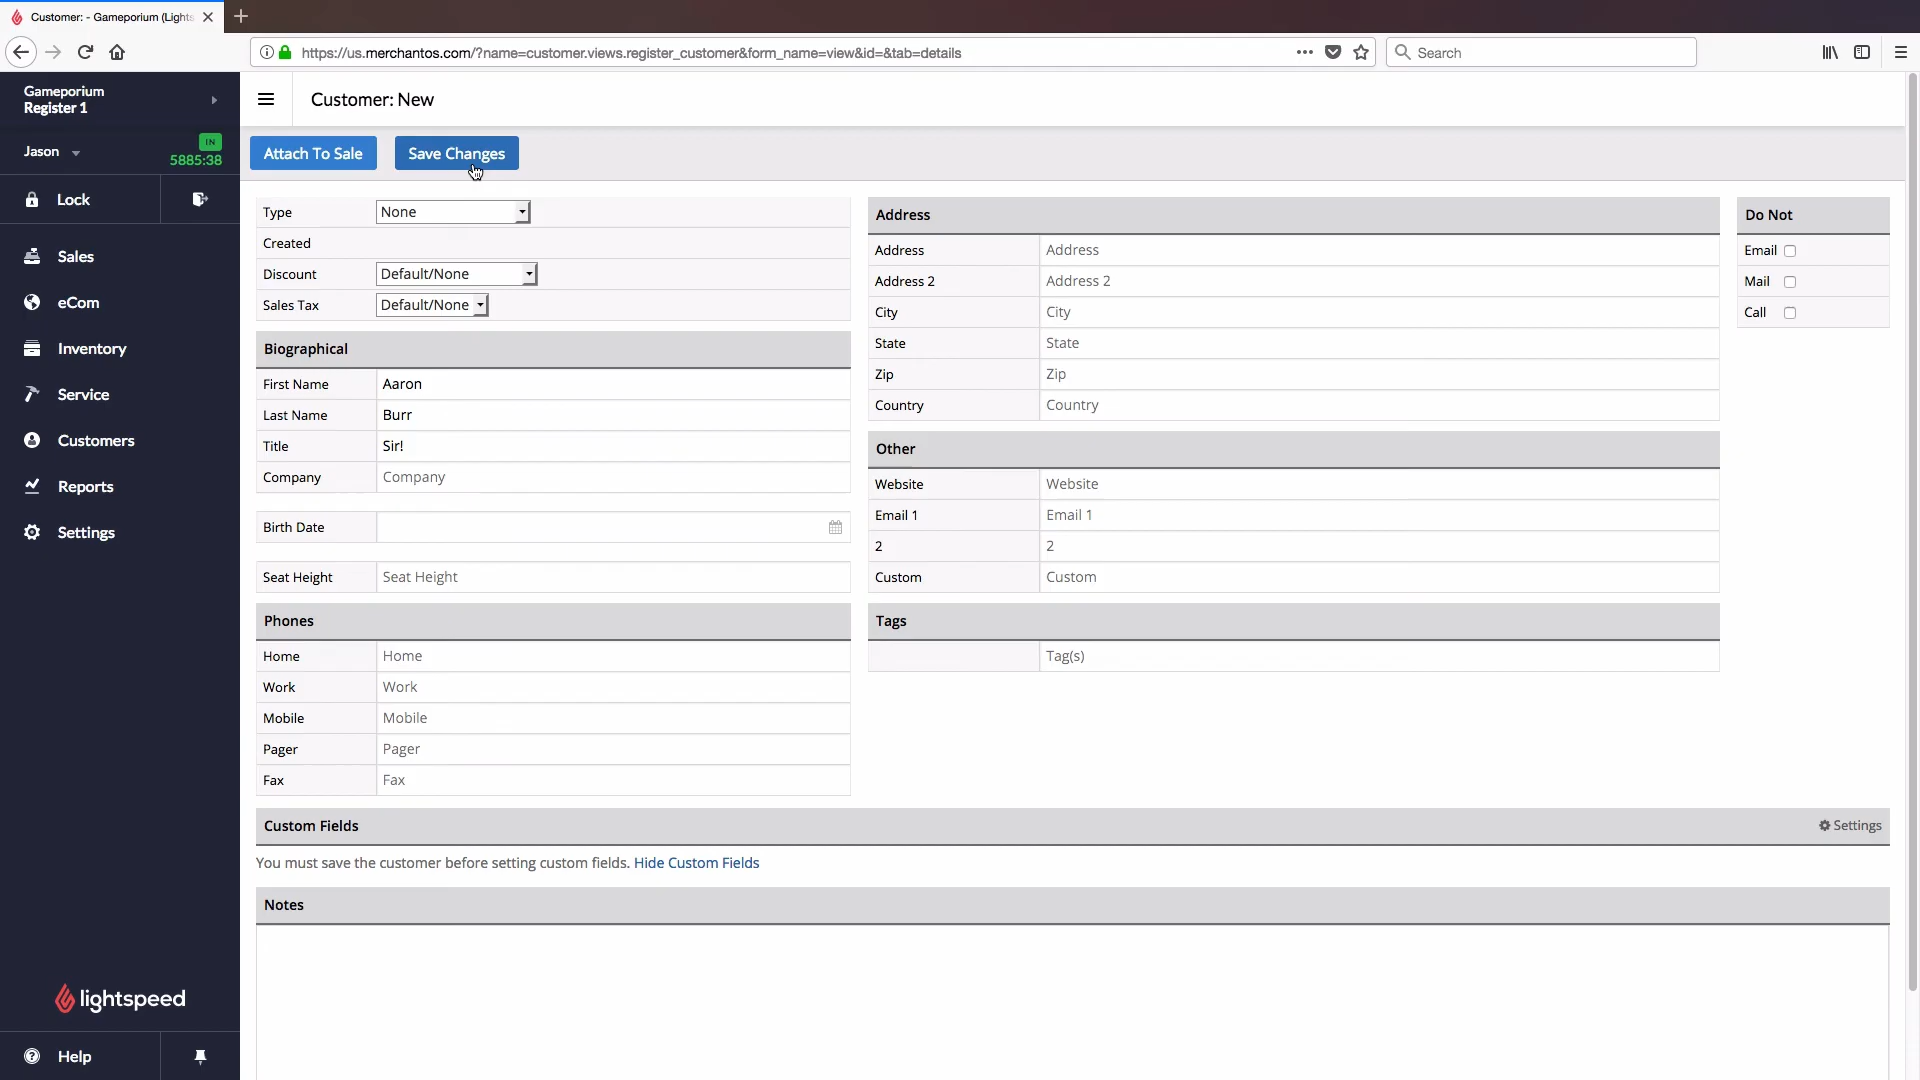 Customer: - Gameporium (Lights
https://us.merchantos.com/?name=customer.views.register_customer&form_name=view&id=&tab=details
Search
Gameporium
Register 1
Jason
IN
5885:38
Lock
Sales
eCom
Inventory
Service
Customers
Reports
Settings
lightspeed
Help
Customer: New
Attach To Sale
Save Changes
Type
None
Created
Discount
Default/None
Sales Tax
Default/None
Biographical
First Name
Aaron
Last Name
Burr
Title
Sir!
Company
Company
Birth Date
Seat Height
Seat Height
Phones
Home
Home
Work
Work
Mobile
Mobile
Pager
Pager
Fax
Fax
Address
Address
Address
Address 2
Address 2
City
City
State
State
Zip
Zip
Country
Country
Other
Website
Website
Email 1
Email 1
2
2
Custom
Custom
Tags
Tag(s)
Do Not
Email
Mail
Call
Custom Fields
Settings
You must save the customer before setting custom fields. Hide Custom Fields
Notes